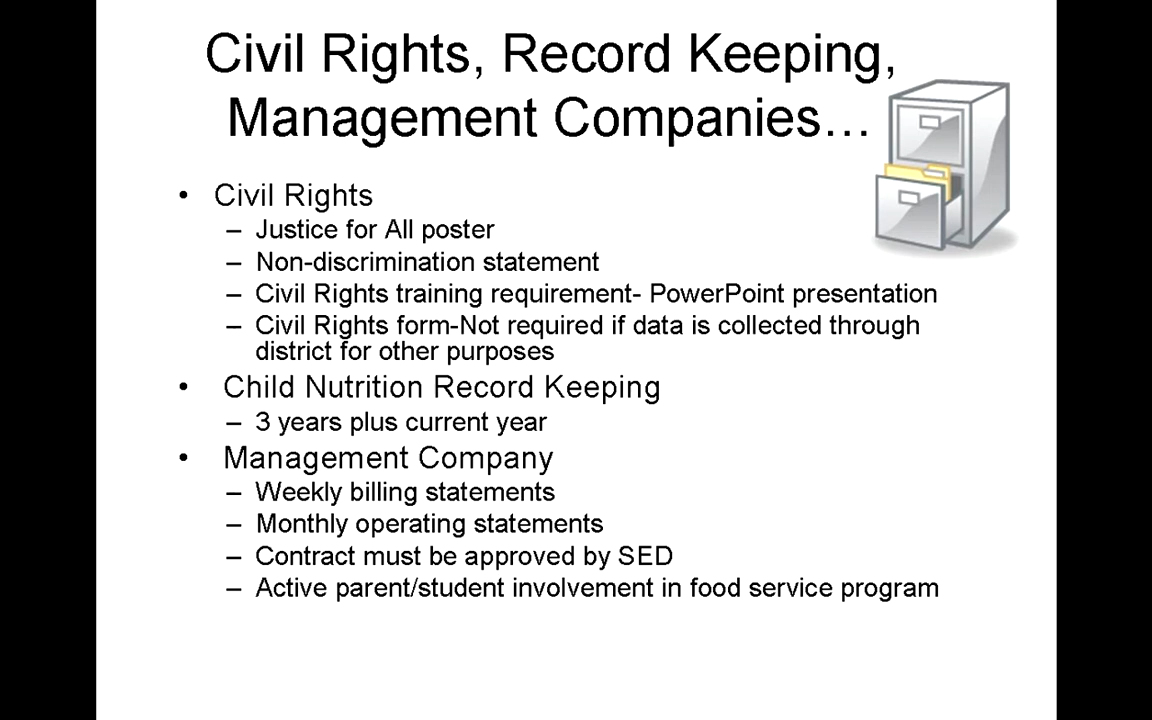 Civil Rights, Record Keeping,
Management Companies…
• Civil Rights
– Justice for All poster
– Non-discrimination statement
– Civil Rights training requirement- PowerPoint presentation
– Civil Rights form-Not required if data is collected through
district for other purposes
• Child Nutrition Record Keeping
– 3 years plus current year
• Management Company
– Weekly billing statements
– Monthly operating statements
– Contract must be approved by SED
– Active parent/student involvement in food service program